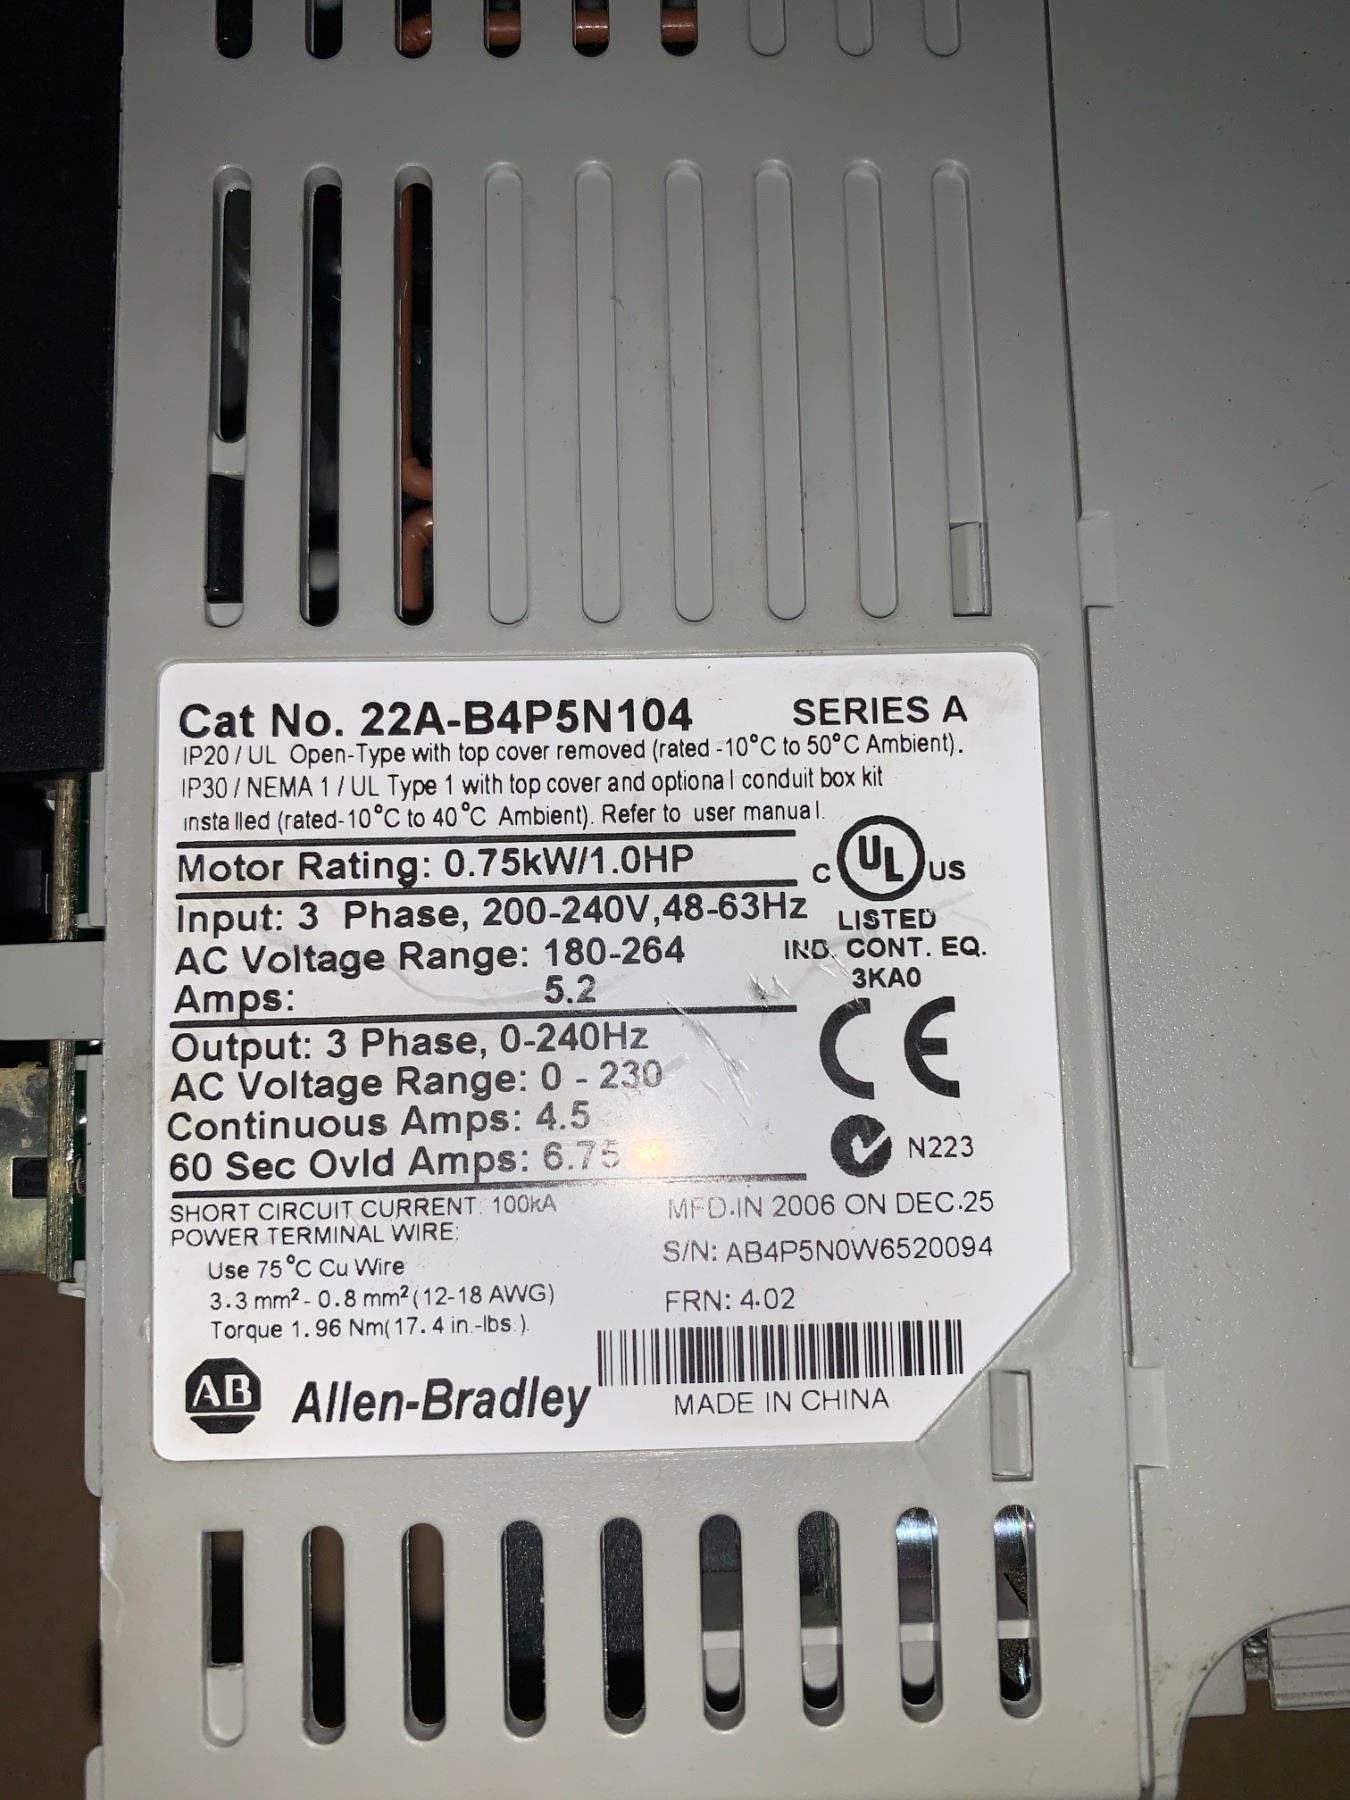 Cat No. 22A-B4P5N104 SERIES A
IP20 / UL Open-Type with top cover removed (rated -10°C to 50°C Ambient).
IP30 / NEMA 1 / UL Type 1 with top cover and optional conduit box kit
installed (rated-10°C to 40°C Ambient). Refer to user manual.
Motor Rating: 0.75kW/1.0HP
Input: 3 Phase, 200-240V,48-63Hz
AC Voltage Range: 180-264
Amps: 5.2
Output: 3 Phase, 0-240Hz
AC Voltage Range: 0 - 230
Continuous Amps: 4.5
60 Sec Ovld Amps: 6.75
C UL US
LISTED
IND. CONT. EQ.
3KA0
CE
N223
SHORT CIRCUIT CURRENT: 100kA
POWER TERMINAL WIRE:
Use 75°C Cu Wire
3.3 mm² - 0.8 mm² (12-18 AWG)
Torque 1.96 Nm(17.4 in.-lbs.).
MFD.IN 2006 ON DEC.25
S/N: AB4P5N0W6520094
FRN: 4.02
AB Allen-Bradley
MADE IN CHINA